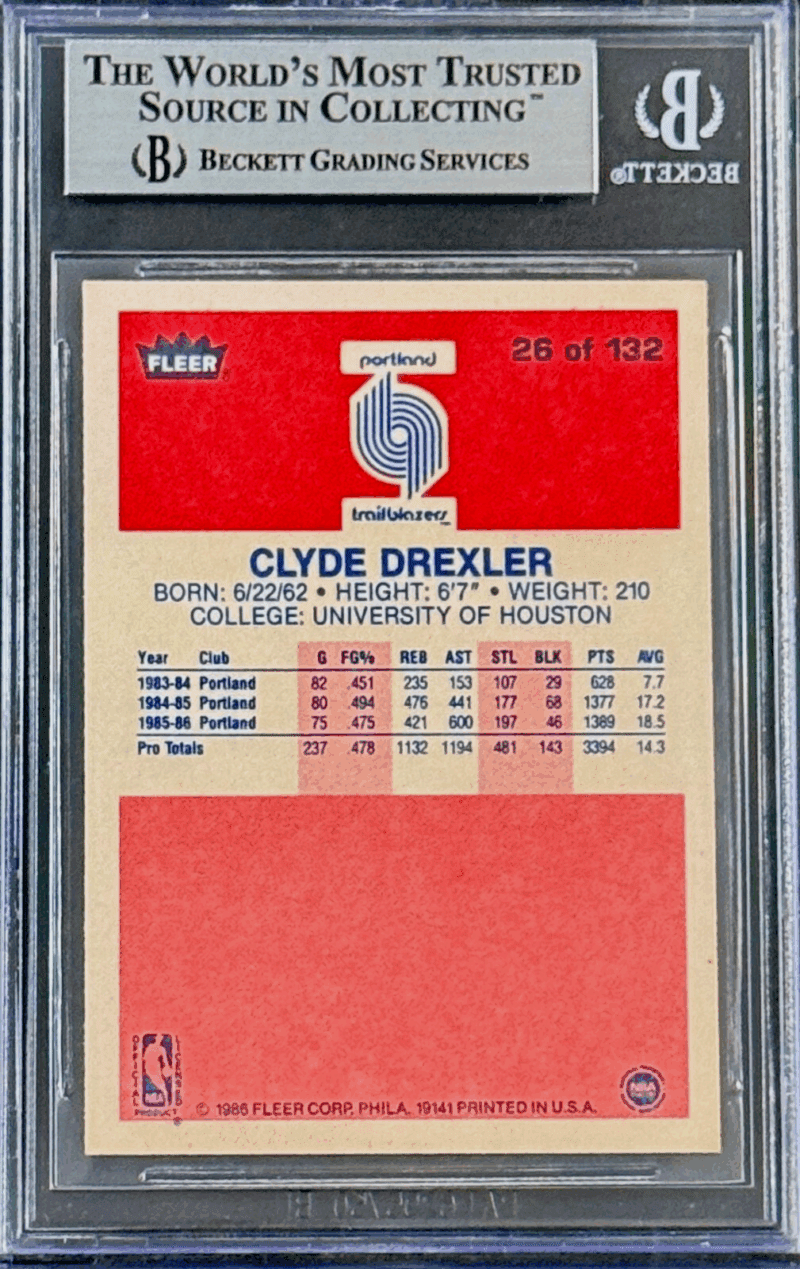 THE WORLD'S MOST TRUSTED
SOURCE IN COLLECTING™
(B) BECKETT GRADING SERVICES
B
BECKETT®
FLEER
portland
trailblazers
26 of 132
CLYDE DREXLER
BORN: 6/22/62 • HEIGHT: 6'7" • WEIGHT: 210
COLLEGE: UNIVERSITY OF HOUSTON
Year Club G FG% REB AST STL BLK PTS AVG
1983-84 Portland 82 .451 235 153 107 29 628 7.7
1984-85 Portland 80 .494 476 441 177 68 1377 17.2
1985-86 Portland 75 .475 421 600 197 46 1389 18.5
Pro Totals 237 .478 1132 1194 481 143 3394 14.3
OFFICIAL NBA LICENSED
PRODUCT
®
© 1986 FLEER CORP. PHILA. 19141 PRINTED IN U.S.A.
NBA